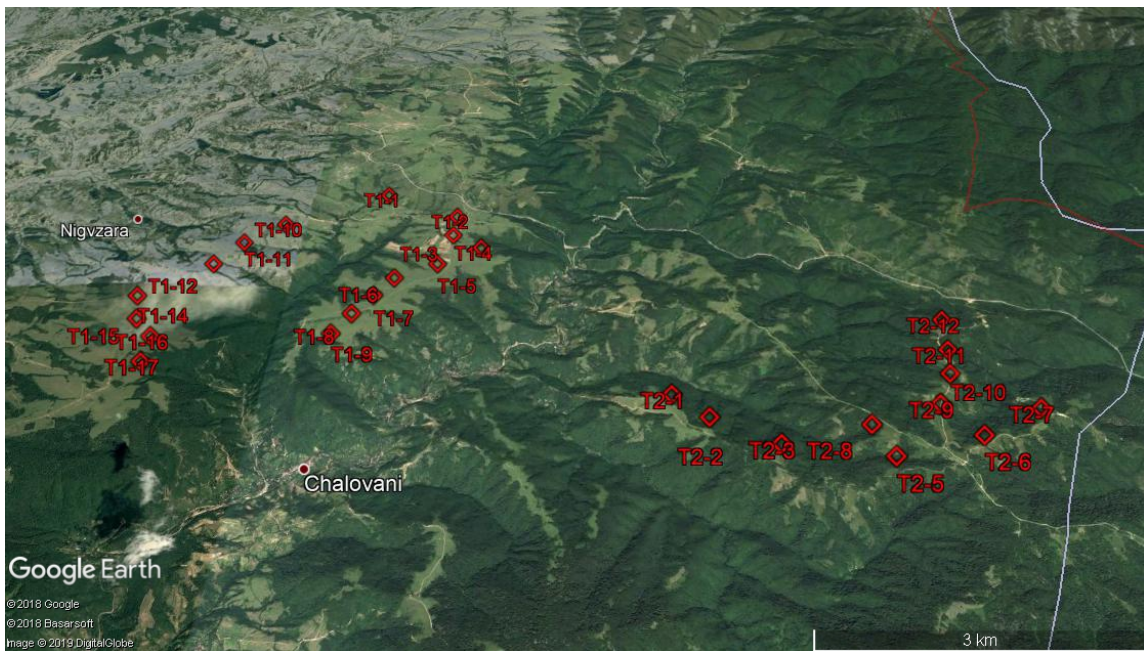 T1-1
Nigvzara
T1-10
T1-2
T1-11
T1-3
T1-4
T1-12
T1-5
T1-6
T1-14
T1-7
T1-15
T1-16
T1-8
T1-9
T1-17
T2-12
T2-11
T2-10
T2-1
T2-9
T2-7
T2-2
T2-3
T2-8
T2-6
T2-5
Chalovani
Google Earth
©2018 Google
©2018 Basarsoft
Image © 2019 DigitalGlobe
3 km